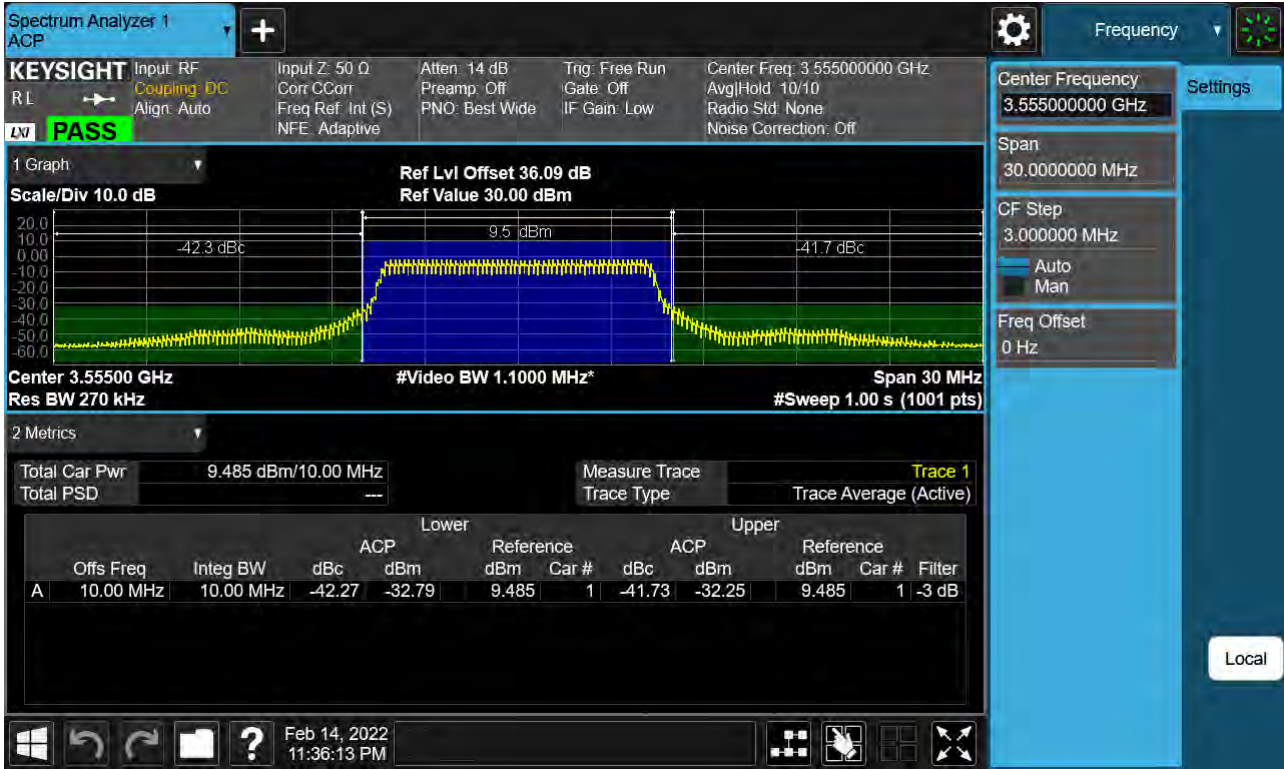 Spectrum Analyzer 1
ACP
+
Frequency
KEYSIGHT
Input: RF
Coupling: DC
Align: Auto
Input Z: 50 Ω
Corr CCorr
Freq Ref: Int (S)
NFE: Adaptive
Atten: 14 dB
Preamp: Off
PNO: Best Wide
Trig: Free Run
Gate: Off
IF Gain: Low
Center Freq: 3.555000000 GHz
Avg|Hold: 10/10
Radio Std: None
Noise Correction: Off
R L
LXI PASS
1 Graph
Scale/Div 10.0 dB
Ref Lvl Offset 36.09 dB
Ref Value 30.00 dBm
20.0
10.0
0.00
-10.0
-20.0
-30.0
-40.0
-50.0
-60.0
-42.3 dBc
9.5 dBm
-41.7 dBc
Center 3.55500 GHz
#Video BW 1.1000 MHz*
Span 30 MHz
Res BW 270 kHz
#Sweep 1.00 s (1001 pts)
2 Metrics
Total Car Pwr 9.485 dBm/10.00 MHz
Total PSD ---
Measure Trace Trace 1
Trace Type Trace Average (Active)
Lower Upper
ACP Reference ACP Reference
Offs Freq Integ BW dBc dBm dBm Car # dBc dBm dBm Car # Filter
A 10.00 MHz 10.00 MHz -42.27 -32.79 9.485 1 -41.73 -32.25 9.485 1 -3 dB
Center Frequency
3.555000000 GHz
Span
30.0000000 MHz
CF Step
3.000000 MHz
Auto
Man
Freq Offset
0 Hz
Settings
Local
?
Feb 14, 2022
11:36:13 PM